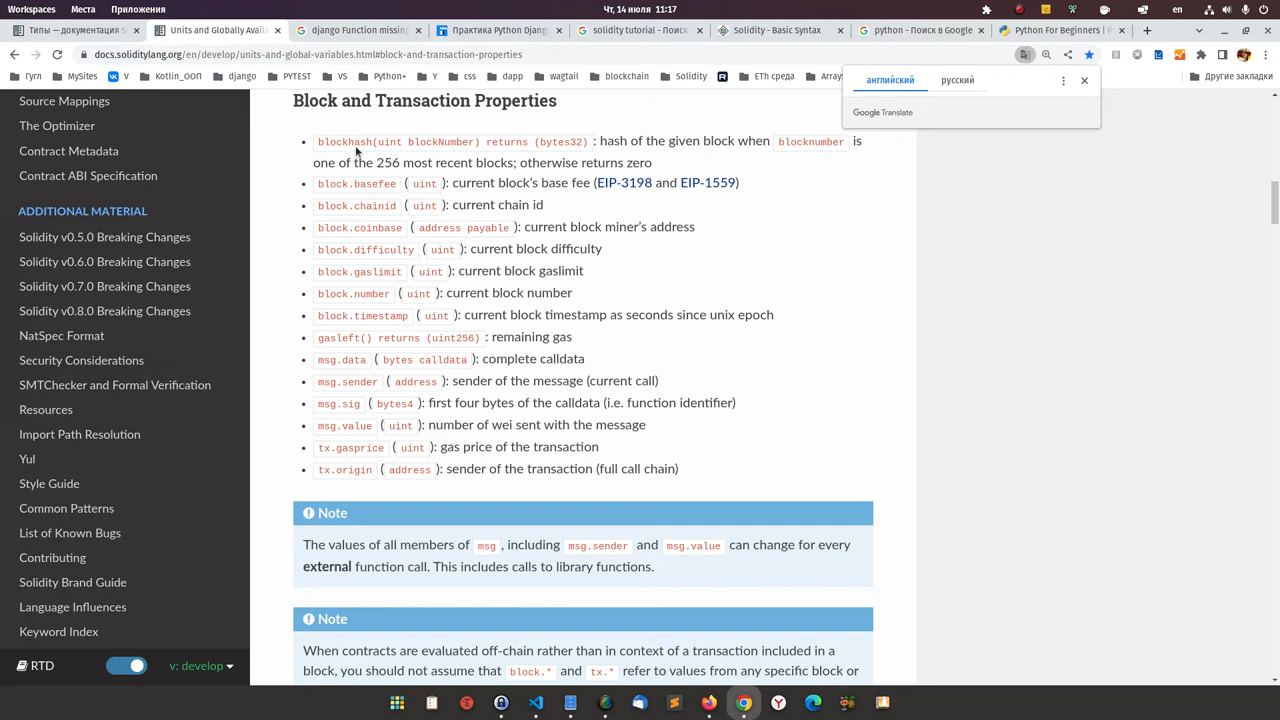 Обзор Места Чт, 14 июля 11:17 en
Типы — документация S Units and Globally Avail django Function missing Практика Python Django solidity tutorial - Поиск Solidity - Basic Syntax python - Поиск в Google Python For Beginners | P
docs.soliditylang.org/en/develop/units-and-global-variables.html#block-and-transaction-properties
Гугл MySites V Kotlin_ООП django PYTEST VS Python+ Y css dapp wagtail blockchain Solidity ETh среда Array Другие закладки
английский русский
Google Translate
Source Mappings
The Optimizer
Contract Metadata
Contract ABI Specification
ADDITIONAL MATERIAL
Solidity v0.5.0 Breaking Changes
Solidity v0.6.0 Breaking Changes
Solidity v0.7.0 Breaking Changes
Solidity v0.8.0 Breaking Changes
NatSpec Format
Security Considerations
SMTChecker and Formal Verification
Resources
Import Path Resolution
Yul
Style Guide
Common Patterns
List of Known Bugs
Contributing
Solidity Brand Guide
Language Influences
Keyword Index
RTD v: develop
Block and Transaction Properties
blockhash(uint blockNumber) returns (bytes32) : hash of the given block when blocknumber is
one of the 256 most recent blocks; otherwise returns zero
block.basefee ( uint ): current block's base fee (EIP-3198 and EIP-1559)
block.chainid ( uint ): current chain id
block.coinbase ( address payable ): current block miner's address
block.difficulty ( uint ): current block difficulty
block.gaslimit ( uint ): current block gaslimit
block.number ( uint ): current block number
block.timestamp ( uint ): current block timestamp as seconds since unix epoch
gasleft() returns (uint256) : remaining gas
msg.data ( bytes calldata ): complete calldata
msg.sender ( address ): sender of the message (current call)
msg.sig ( bytes4 ): first four bytes of the calldata (i.e. function identifier)
msg.value ( uint ): number of wei sent with the message
tx.gasprice ( uint ): gas price of the transaction
tx.origin ( address ): sender of the transaction (full call chain)
Note
The values of all members of msg , including msg.sender and msg.value can change for every
external function call. This includes calls to library functions.
Note
When contracts are evaluated off-chain rather than in context of a transaction included in a
block, you should not assume that block.* and tx.* refer to values from any specific block or